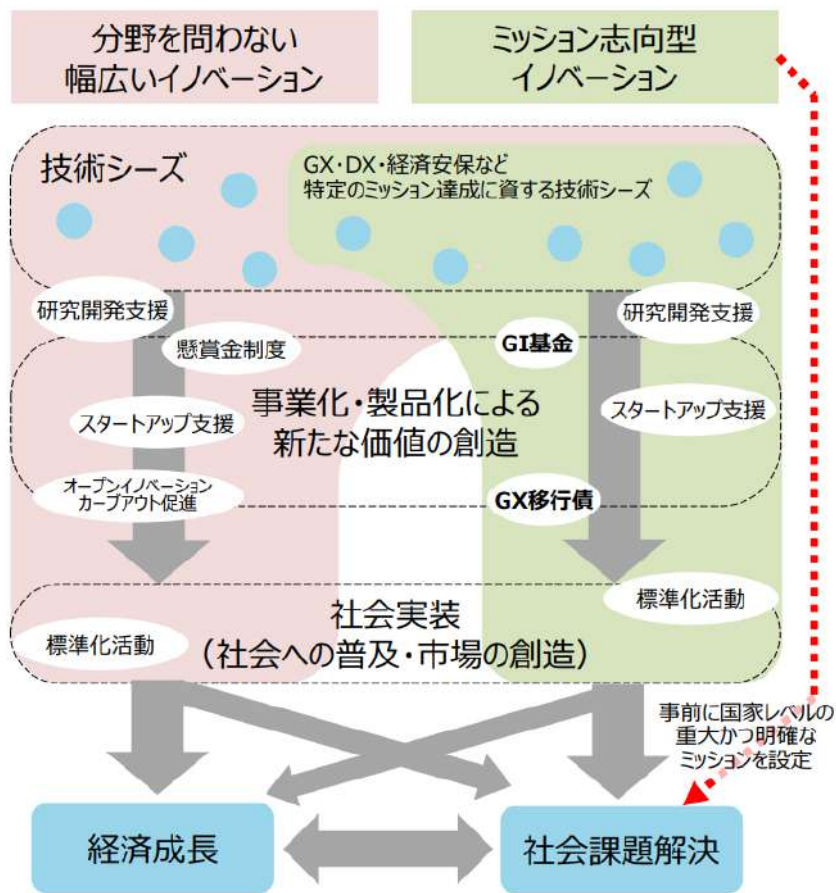 分野を問わない
幅広いイノベーション
ミッション志向型
イノベーション
技術シーズ
GX・DX・経済安保など
特定のミッション達成に資する技術シーズ
研究開発支援
研究開発支援
懸賞金制度
GI基金
事業化・製品化による
新たな価値の創造
スタートアップ支援
スタートアップ支援
オープンイノベーション
カーブアウト促進
GX移行債
社会実装
（社会への普及・市場の創造）
標準化活動
標準化活動
事前に国家レベルの
重大かつ明確な
ミッションを設定
経済成長
社会課題解決